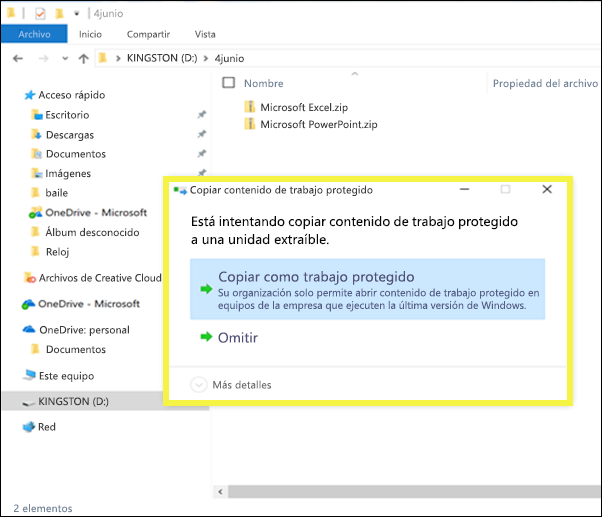 4junio
Archivo Inicio Compartir Vista
KINGSTON (D:) 4junio
Nombre Propiedad del archivo
Microsoft Excel.zip
Microsoft PowerPoint.zip
Acceso rápido
Escritorio
Descargas
Documentos
Imágenes
baile
OneDrive - Microsoft
Álbum desconocido
Reloj
Archivos de Creative Cloud
OneDrive - Microsoft
OneDrive: personal
Documentos
Este equipo
KINGSTON (D:)
Red
Copiar contenido de trabajo protegido
Está intentando copiar contenido de trabajo protegido
a una unidad extraíble.
Copiar como trabajo protegido
Su organización solo permite abrir contenido de trabajo protegido en
equipos de la empresa que ejecuten la última versión de Windows.
Omitir
Más detalles
2 elementos